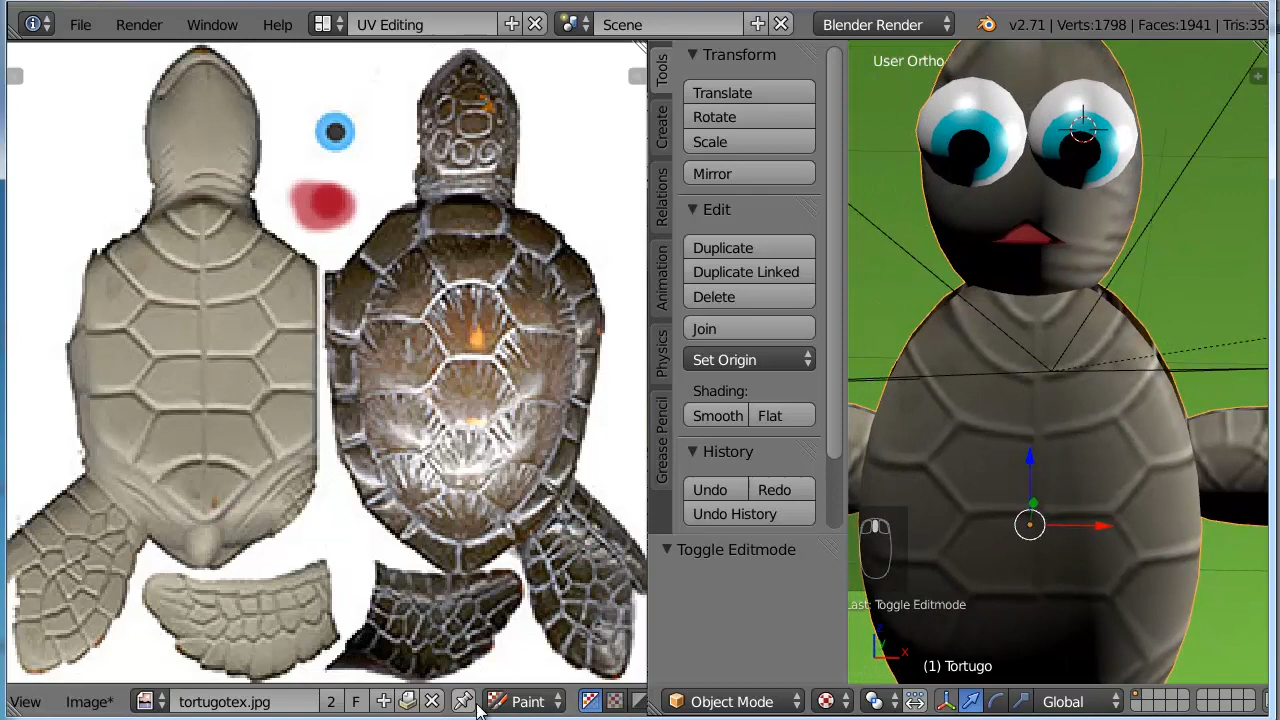 File Render Window Help UV Editing Scene Blender Render v2.71 | Verts:1798 | Faces:1941 | Tris:35
Tools
Create
Relations
Animation
Physics
Grease Pencil
Transform
Translate
Rotate
Scale
Mirror
Edit
Duplicate
Duplicate Linked
Delete
Join
Set Origin
Shading:
Smooth Flat
History
Undo Redo
Undo History
Toggle Editmode
User Ortho
Last: Toggle Editmode
x
(1) Tortugo
View Image* tortugotex.jpg 2 F Paint Object Mode Global